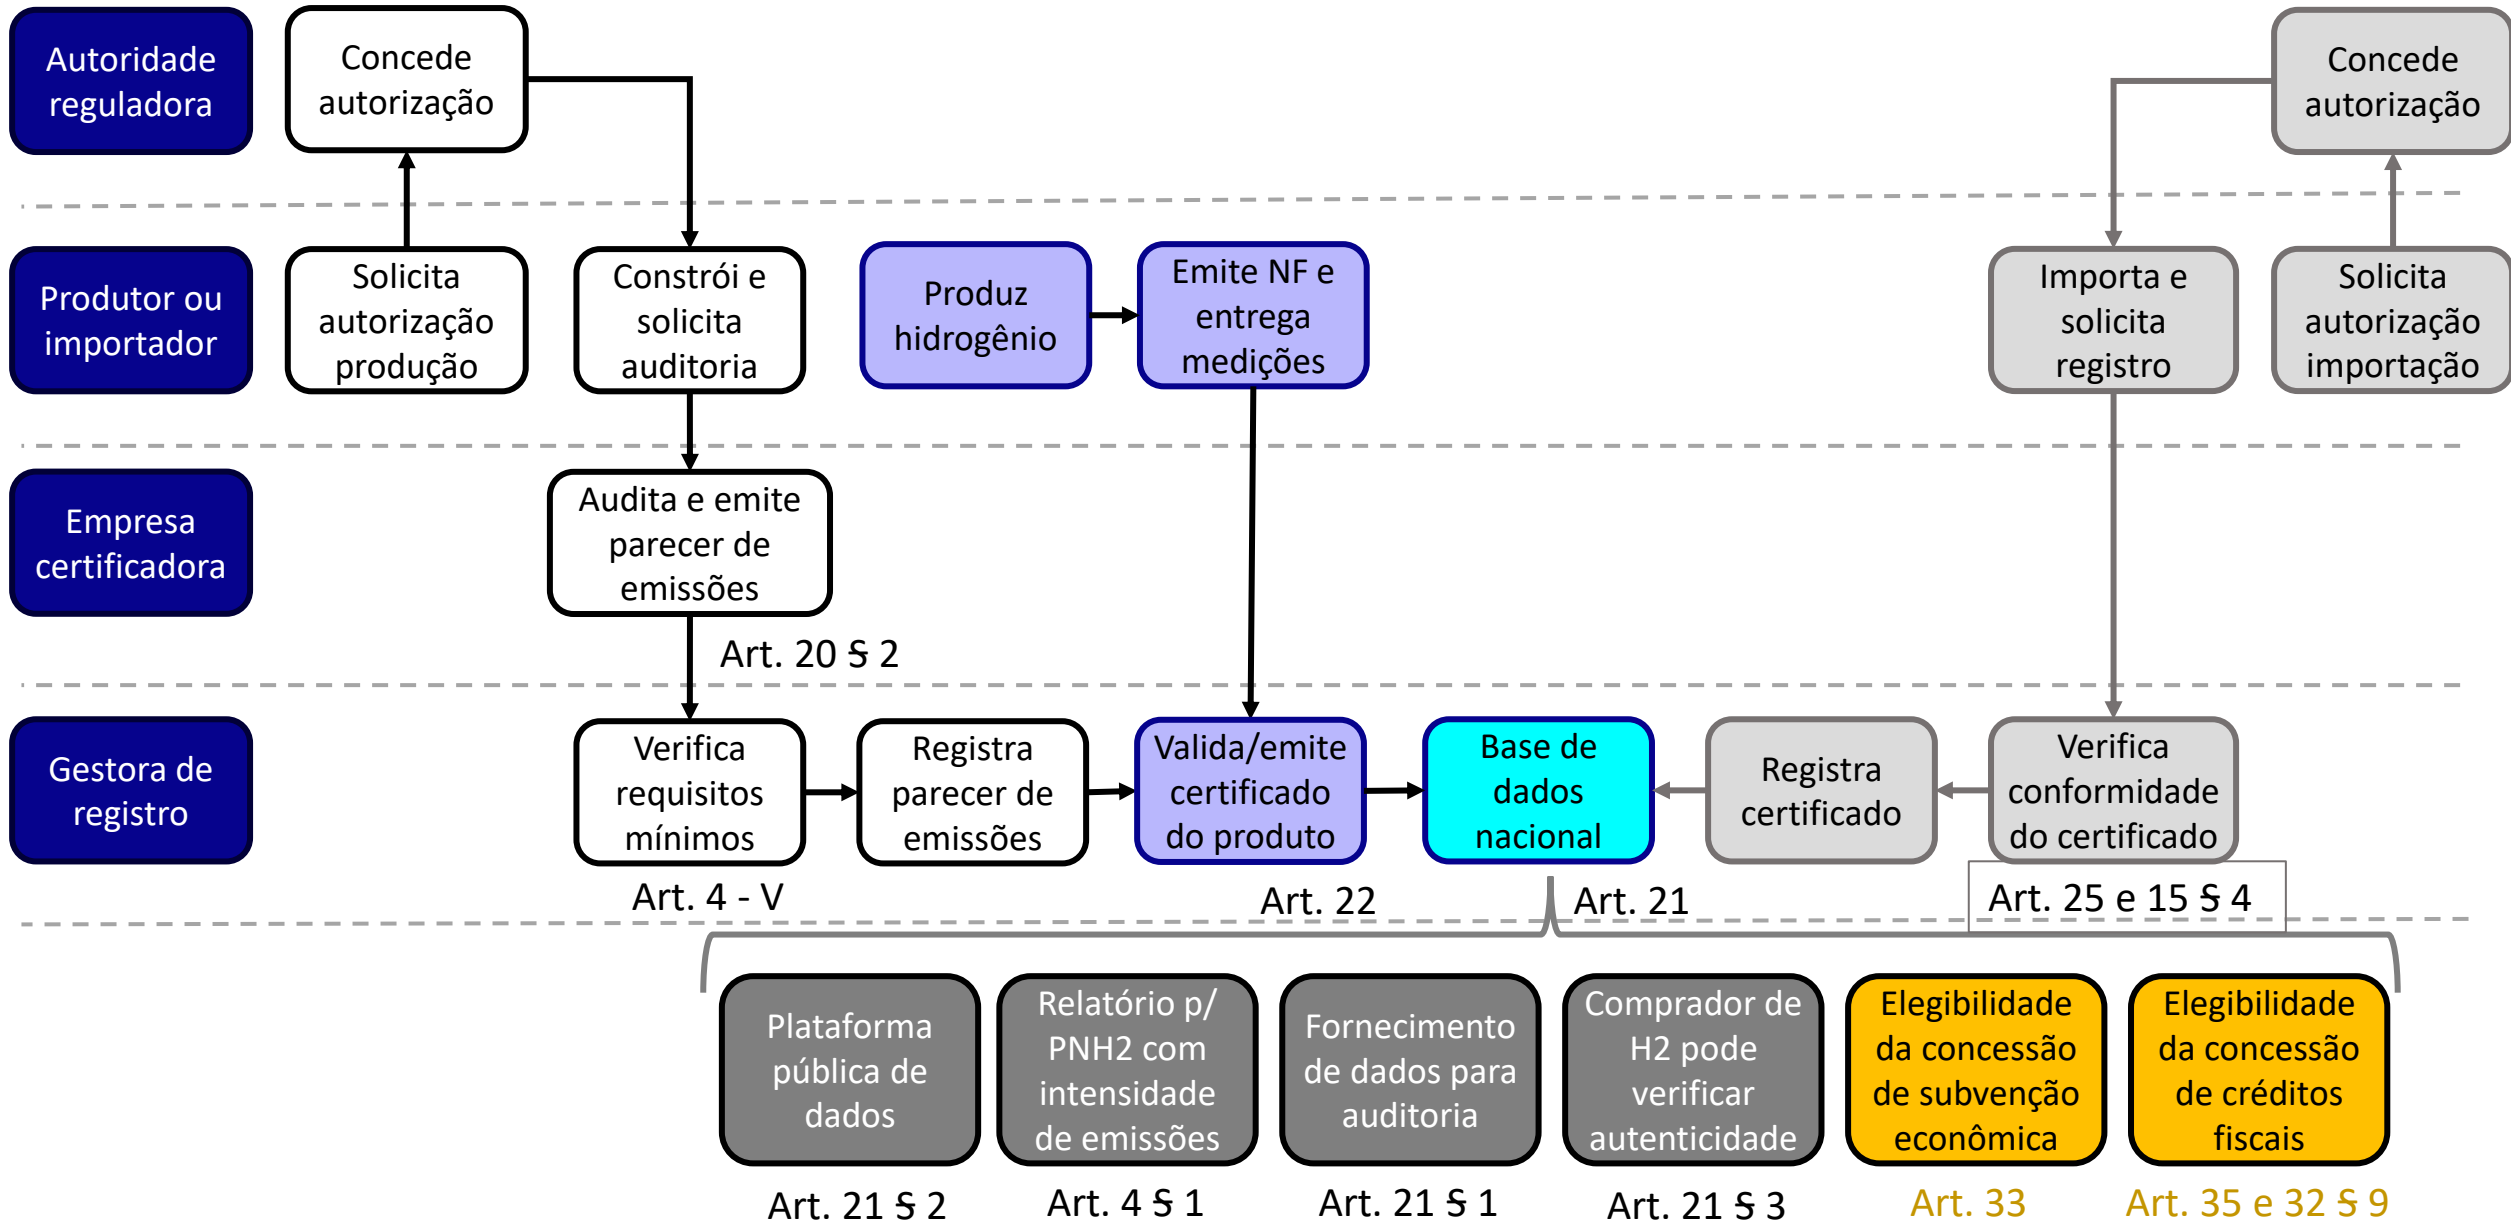 Autoridade
reguladora
Concede
autorização
Concede
autorização
Produtor ou
importador
Solicita
autorização
produção
Constrói e
solicita
auditoria
Produz
hidrogênio
Emite NF e
entrega
medições
Importa e
solicita
registro
Solicita
autorização
importação
Empresa
certificadora
Audita e emite
parecer de
emissões
Art. 20 § 2
Gestora de
registro
Verifica
requisitos
mínimos
Registra
parecer de
emissões
Valida/emite
certificado
do produto
Base de
dados
nacional
Registra
certificado
Verifica
conformidade
do certificado
Art. 4 - V
Art. 22
Art. 21
Art. 25 e 15 § 4
Plataforma
pública de
dados
Relatório p/
PNH2 com
intensidade
de emissões
Fornecimento
de dados para
auditoria
Comprador de
H2 pode
verificar
autenticidade
Elegibilidade
da concessão
de subvenção
econômica
Elegibilidade
da concessão
de créditos
fiscais
Art. 21 § 2
Art. 4 § 1
Art. 21 § 1
Art. 21 § 3
Art. 33
Art. 35 e 32 § 9